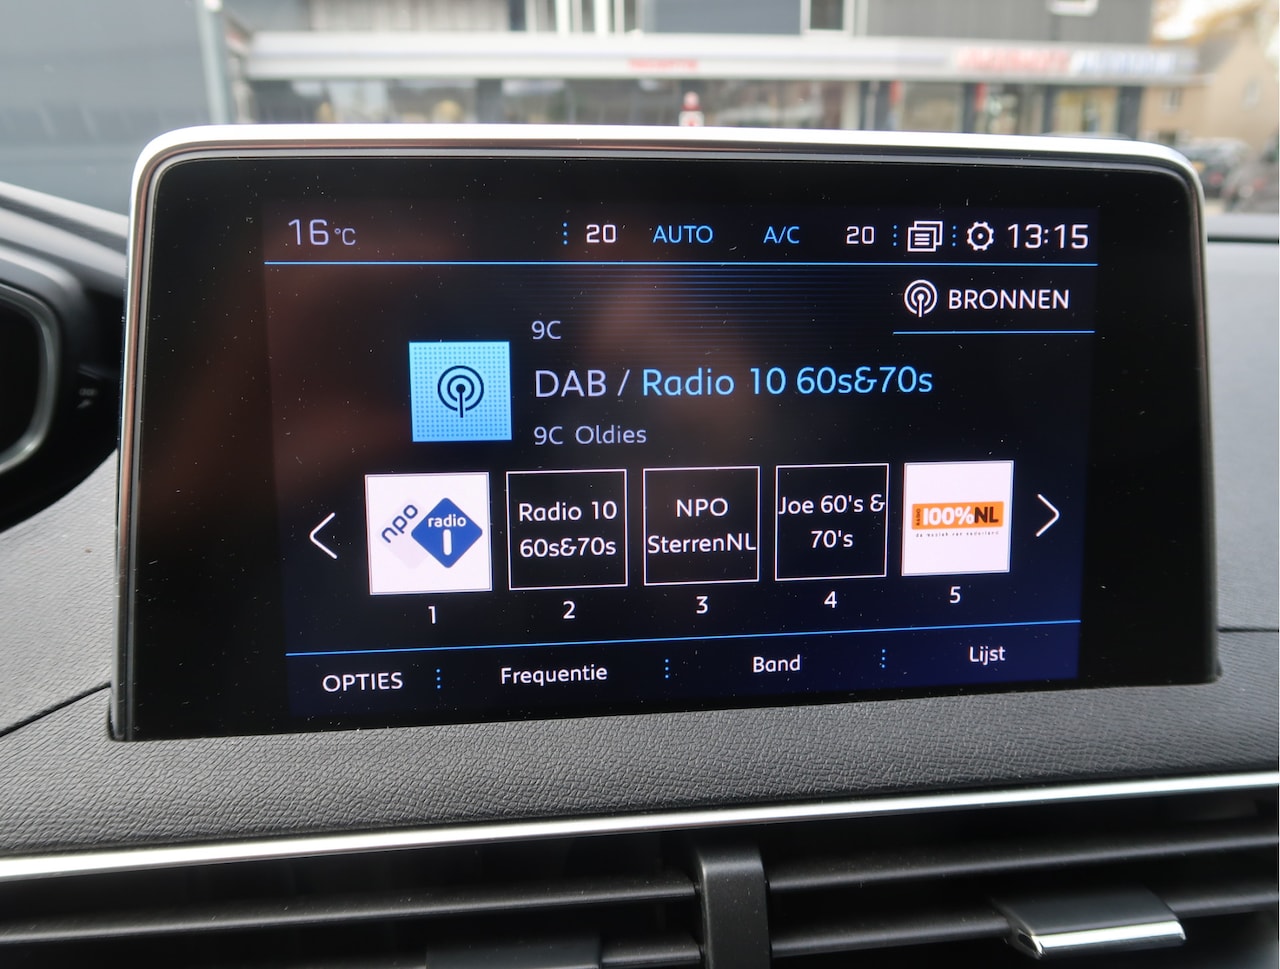 16°C 20 AUTO A/C 20 13:15
BRONNEN
9C
DAB / Radio 10 60s&70s
9C Oldies
npo radio 1
Radio 10
60s&70s
NPO
SterrenNL
Joe 60's &
70's
RADIO 100%NL
1 2 3 4 5
OPTIES Frequentie Band Lijst